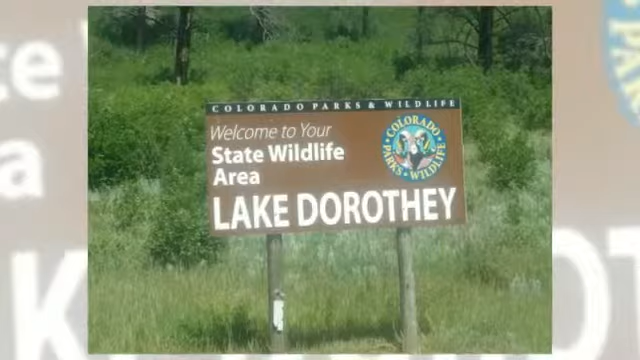 COLORADO PARKS & WILDLIFE
Welcome to Your
State Wildlife
Area
LAKE DOROTHEY
COLORADO
PARKS • WILDLIFE